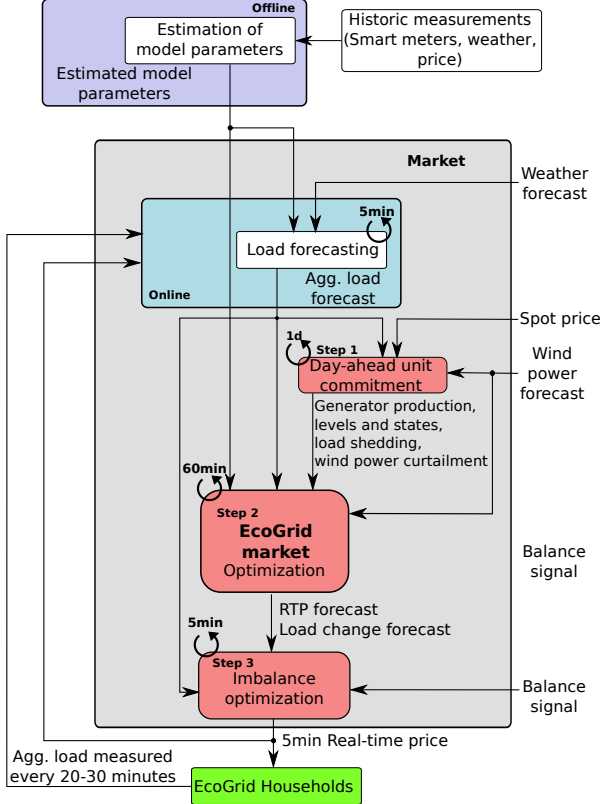 Offline
Estimation of
model parameters
Estimated model
parameters
Historic measurements
(Smart meters, weather,
price)
Market
Weather
forecast
5min
Load forecasting
Agg. load
forecast
Online
Spot price
1d
Step 1
Day-ahead unit
commitment
Wind
power
forecast
Generator production,
levels and states,
load shedding,
wind power curtailment
60min
Step 2
EcoGrid
market
Optimization
Balance
signal
RTP forecast
Load change forecast
5min
Step 3
Imbalance
optimization
Balance
signal
5min Real-time price
Agg. load measured
every 20-30 minutes
EcoGrid Households